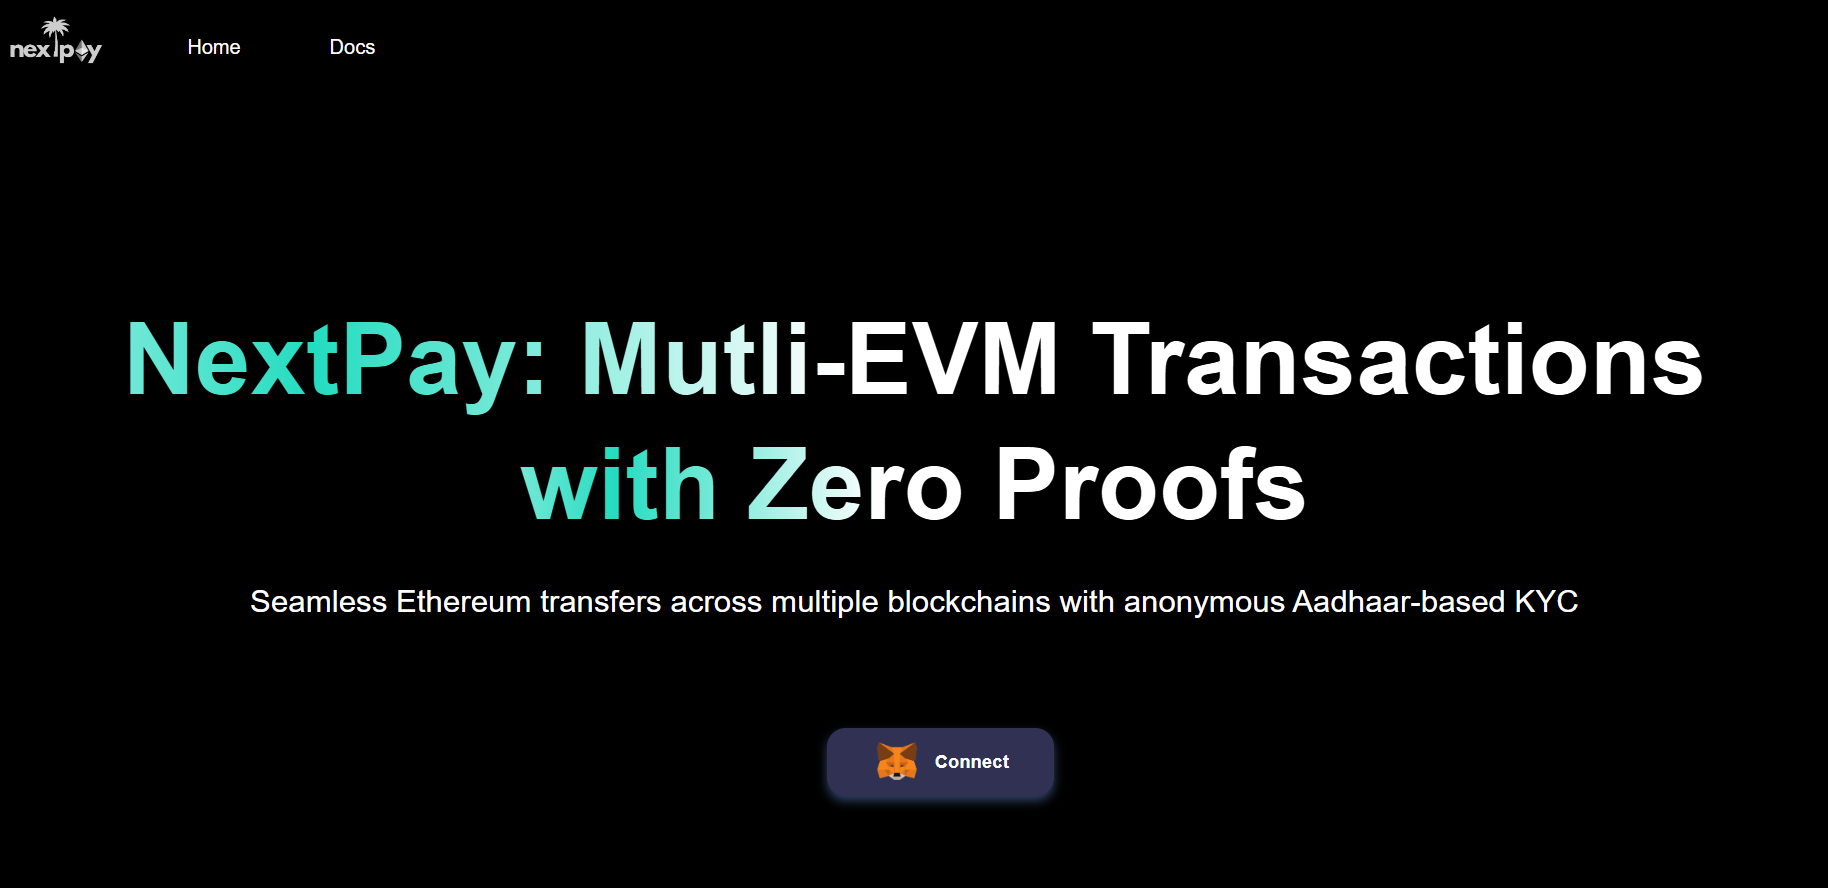 nextpay
Home
Docs
NextPay: Mutli-EVM Transactions
with Zero Proofs
Seamless Ethereum transfers across multiple blockchains with anonymous Aadhaar-based KYC
Connect